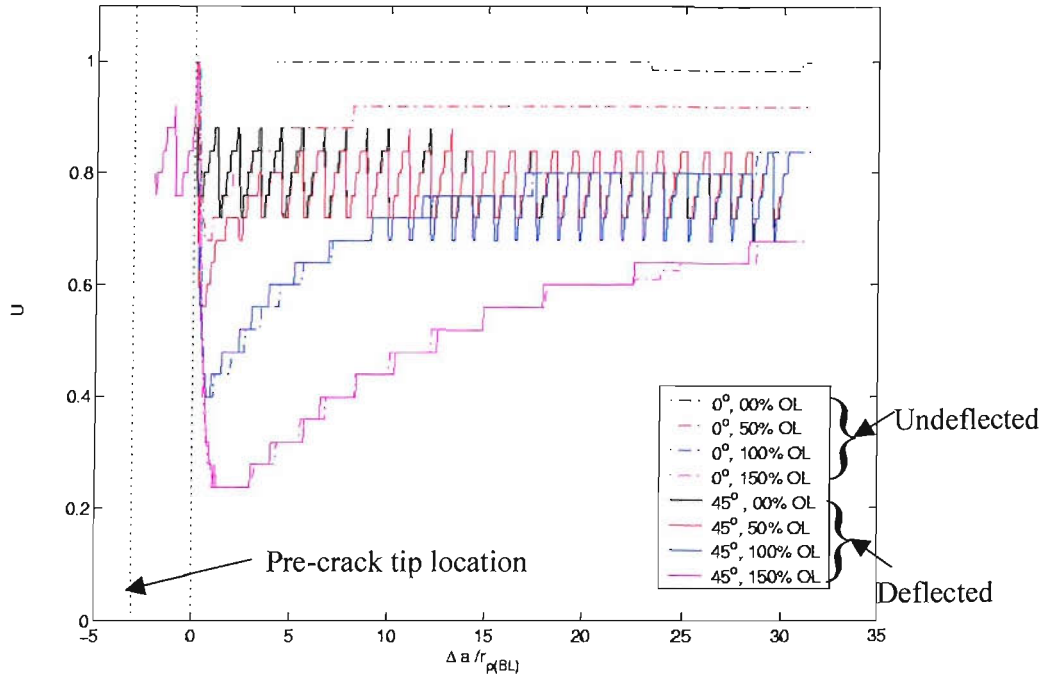 1
0.8
0.6
0.4
0.2
0
U
-5
0
5
10
15
20
25
30
35
Δ a /r p(BL)
0°, 00% OL
0°, 50% OL
0°, 100% OL
0°, 150% OL
45°, 00% OL
45°, 50% OL
45°, 100% OL
45°, 150% OL
Undeflected
Deflected
Pre-crack tip location